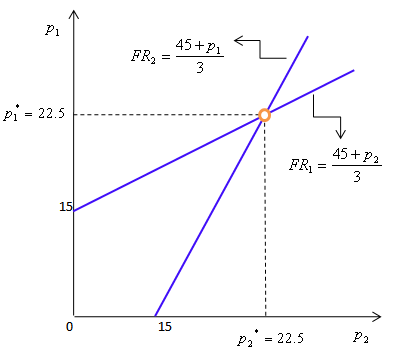 p₁
FR₂ = (45 + p₁)/3
p₁* = 22.5
FR₁ = (45 + p₂)/3
15
0
15
p₂* = 22.5
p₂